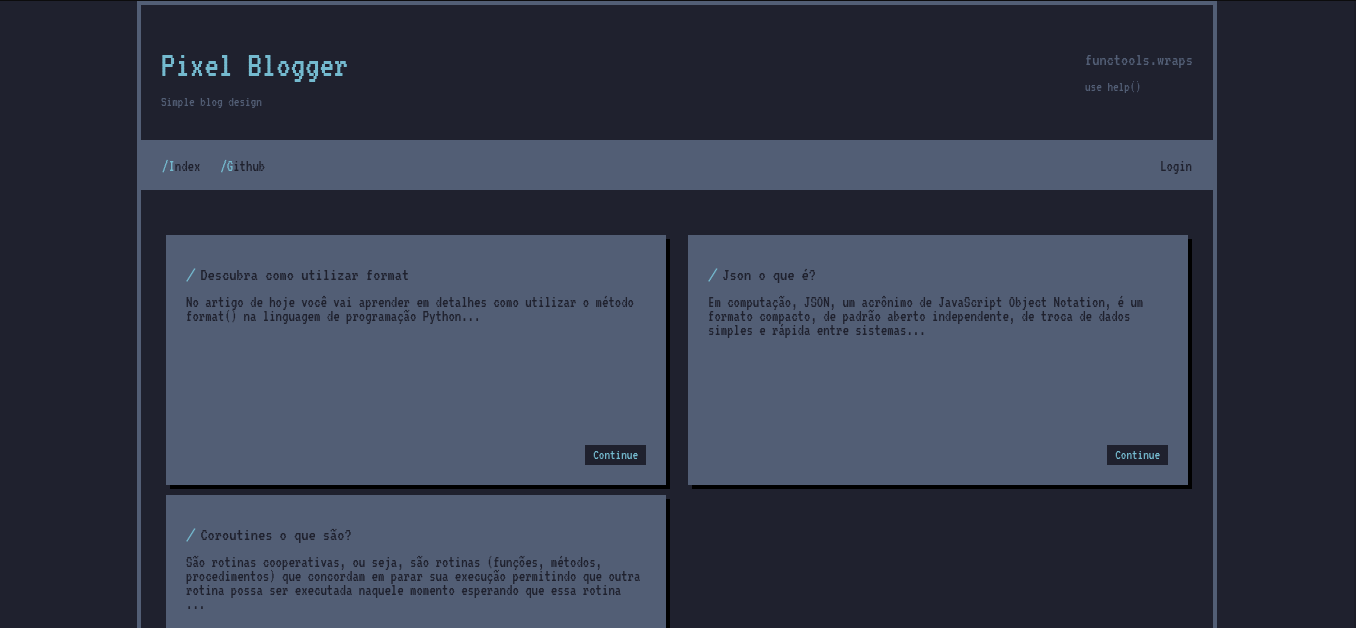 Pixel Blogger
functools.wraps
Simple blog design
use help()
/Index /Github
Login
/ Descubra como utilizar format
No artigo de hoje você vai aprender em detalhes como utilizar o método
format() na linguagem de programação Python...
Continue
/ Json o que é?
Em computação, JSON, um acrônimo de JavaScript Object Notation, é um
formato compacto, de padrão aberto independente, de troca de dados
simples e rápida entre sistemas...
Continue
/ Coroutines o que são?
São rotinas cooperativas, ou seja, são rotinas (funções, métodos,
procedimentos) que concordam em parar sua execução permitindo que outra
rotina possa ser executada naquele momento esperando que essa rotina
...